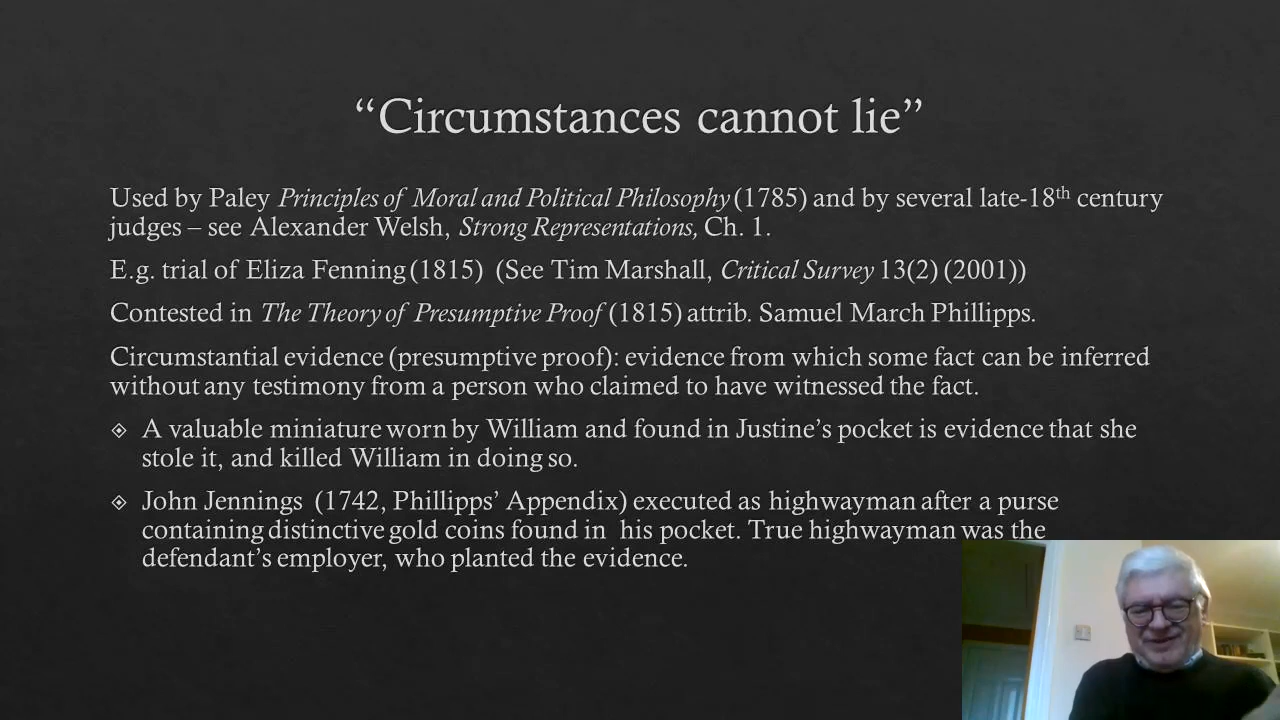 “Circumstances cannot lie”
Used by Paley Principles of Moral and Political Philosophy (1785) and by several late-18th century
judges – see Alexander Welsh, Strong Representations, Ch. 1.
E.g. trial of Eliza Fenning (1815) (See Tim Marshall, Critical Survey 13(2) (2001))
Contested in The Theory of Presumptive Proof (1815) attrib. Samuel March Phillipps.
Circumstantial evidence (presumptive proof): evidence from which some fact can be inferred
without any testimony from a person who claimed to have witnessed the fact.
A valuable miniature worn by William and found in Justine’s pocket is evidence that she
stole it, and killed William in doing so.
John Jennings (1742, Phillipps’ Appendix) executed as highwayman after a purse
containing distinctive gold coins found in his pocket. True highwayman was the
defendant’s employer, who planted the evidence.